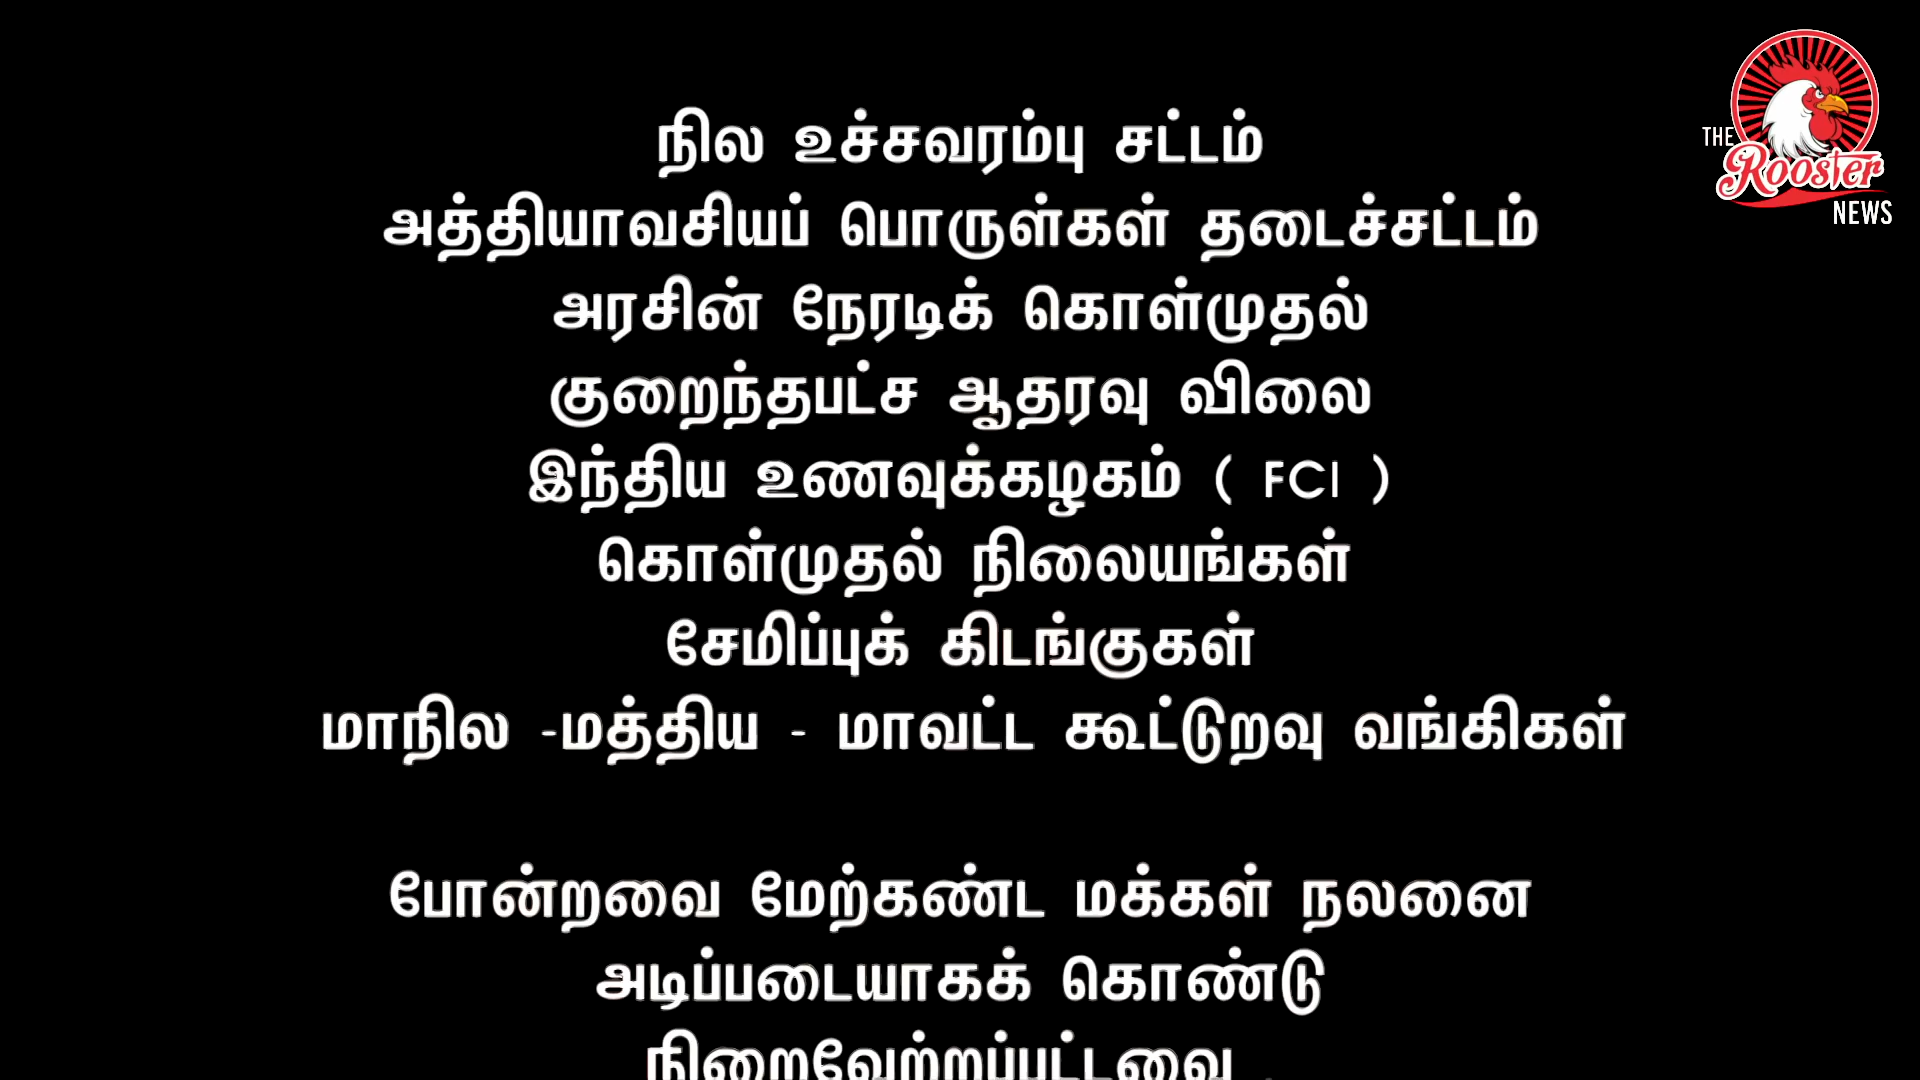 நில உச்சவரம்பு சட்டம்
அத்தியாவசியப் பொருள்கள் தடைச்சட்டம்
அரசின் நேரடிக் கொள்முதல்
குறைந்தபட்ச ஆதரவு விலை
இந்திய உணவுக்கழகம் ( FCI )
கொள்முதல் நிலையங்கள்
சேமிப்புக் கிடங்குகள்
மாநில -மத்திய - மாவட்ட கூட்டுறவு வங்கிகள்
போன்றவை மேற்கண்ட மக்கள் நலனை
அடிப்படையாகக் கொண்டு
நிறைவேற்றப்பட்டவை .
THE
Rooster
NEWS